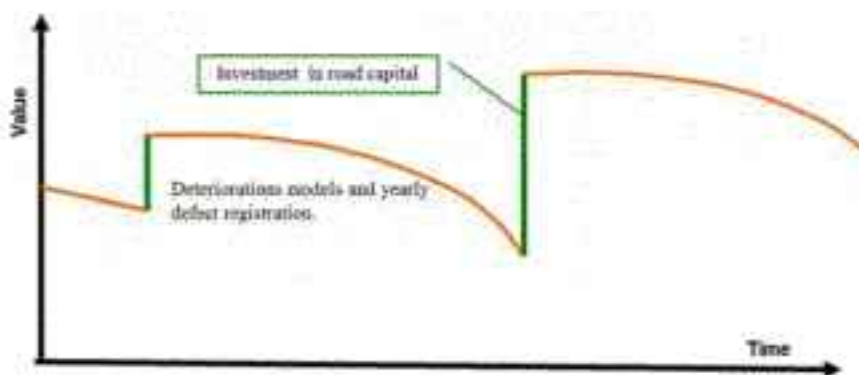 Investment in road capital
Value
Deteriorations models and yearly
defect registration.
Time